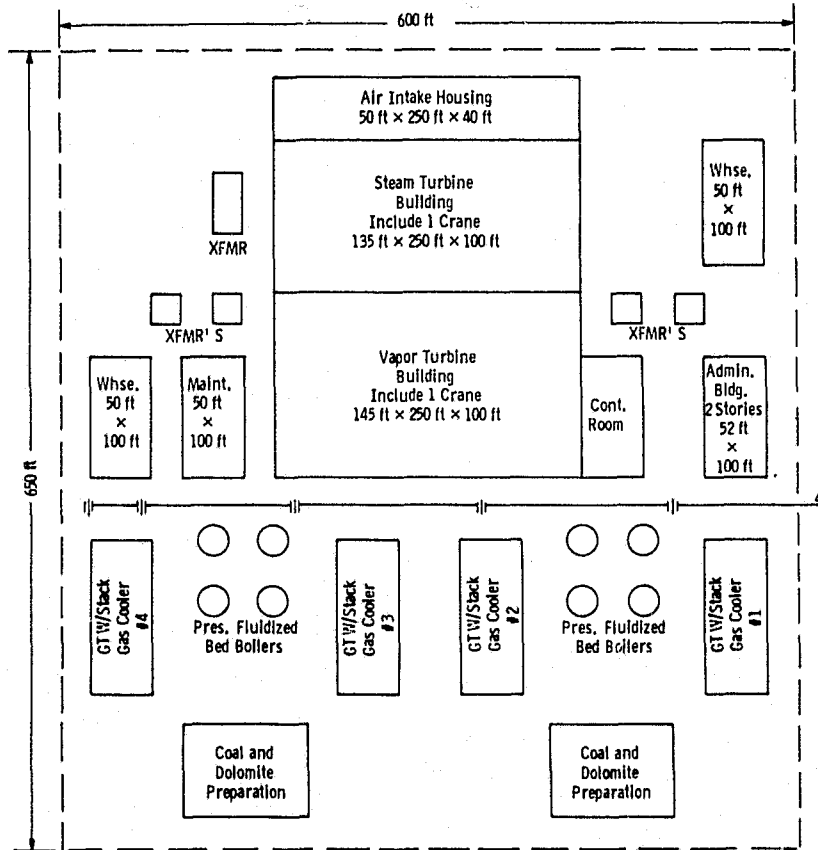 600 ft
Air Intake Housing
50 ft × 250 ft × 40 ft
Steam Turbine
Building
Include 1 Crane
135 ft × 250 ft × 100 ft
Whse.
50 ft
×
100 ft
XFMR
XFMR' S
XFMR' S
Vapor Turbine
Building
Include 1 Crane
145 ft × 250 ft × 100 ft
Whse.
50 ft
×
100 ft
Maint.
50 ft
×
100 ft
Cont.
Room
Admin.
Bldg.
2 Stories
52 ft
×
100 ft
650 ft
GT W/Stack
Gas Cooler
#4
Pres. Fluidized
Bed Boilers
GT W/Stack
Gas Cooler
#3
GT W/Stack
Gas Cooler
#2
Pres. Fluidized
Bed Boilers
GT W/Stack
Gas Cooler
#1
Coal and
Dolomite
Preparation
Coal and
Dolomite
Preparation